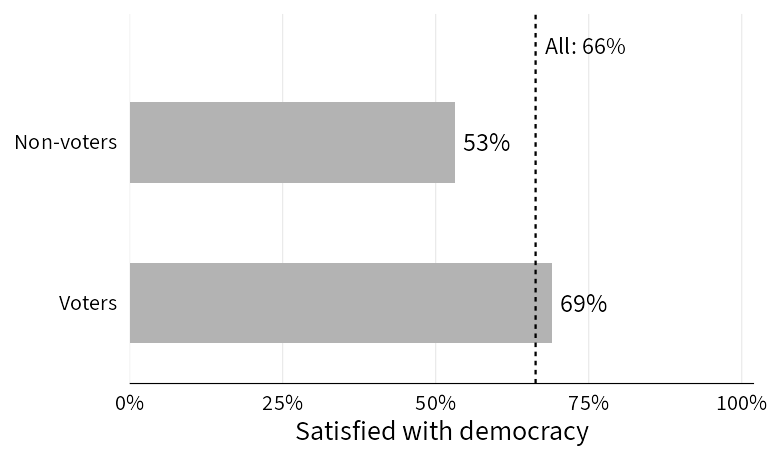 All: 66%
Non-voters
53%
Voters
69%
0% 25% 50% 75% 100%
Satisfied with democracy